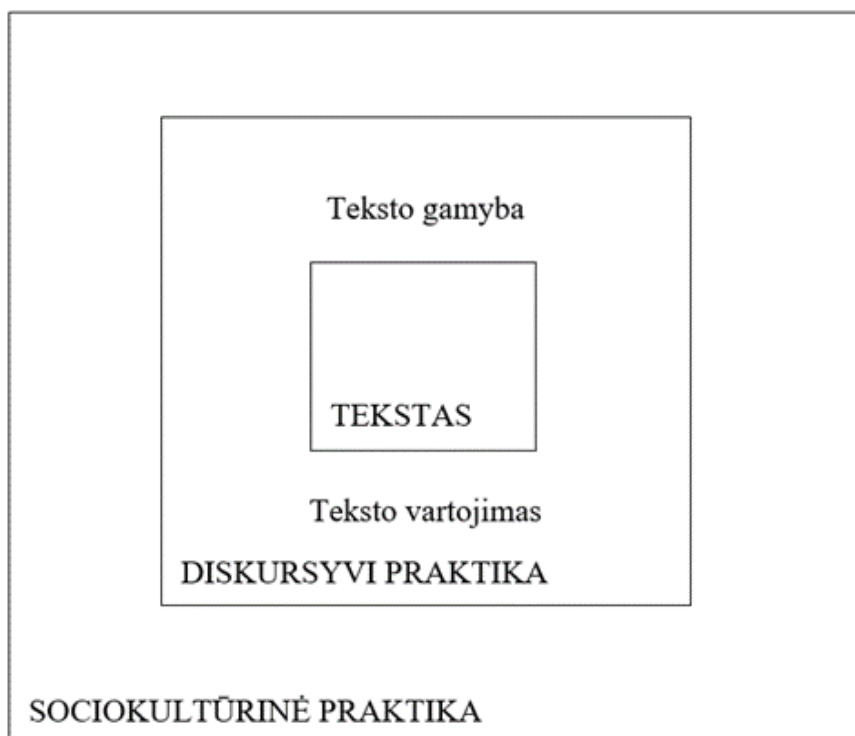 Teksto gamyba
TEKSTAS
Teksto vartojimas
DISKURSYVI PRAKTIKA
SOCIOKULTŪRINĖ PRAKTIKA